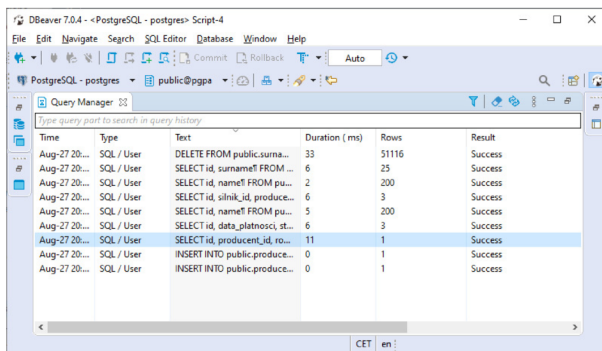 DBeaver 7.0.4 - <PostgreSQL - postgres> Script-4
File Edit Navigate Search SQL Editor Database Window Help
Commit Rollback Auto
PostgreSQL - postgres public@pgpa
Query Manager
Type query part to search in query history
Time Type Text Duration ( ms) Rows Result
Aug-27 20:... SQL / User DELETE FROM public.surna... 33 51116 Success
Aug-27 20:... SQL / User SELECT id, surname1 FROM ... 6 25 Success
Aug-27 20:... SQL / User SELECT id, name1 FROM pu... 2 200 Success
Aug-27 20:... SQL / User SELECT id, silnik_id, produce... 6 3 Success
Aug-27 20:... SQL / User SELECT id, name1 FROM pu... 5 200 Success
Aug-27 20:... SQL / User SELECT id, data_platnosci, st... 6 3 Success
Aug-27 20:... SQL / User SELECT id, producent_id, ro... 11 1 Success
Aug-27 20:... SQL / User INSERT INTO public.produce... 0 1 Success
Aug-27 20:... SQL / User INSERT INTO public.produce... 0 1 Success
CET en